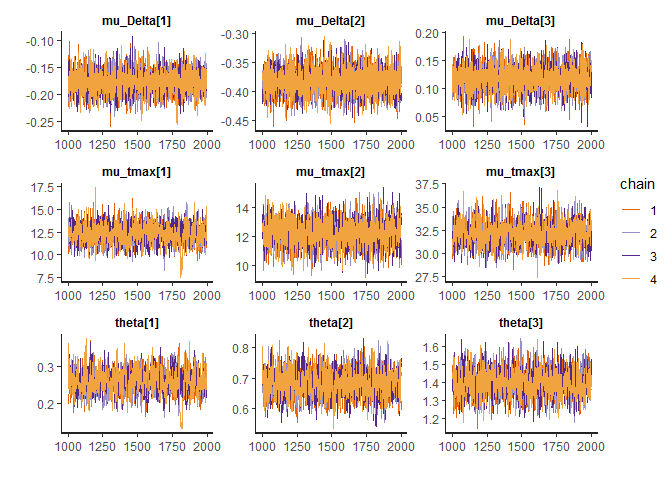 mu_Delta[1] mu_Delta[2] mu_Delta[3]
-0.10 -0.30 0.20
-0.15 -0.35 0.15
-0.20 -0.40 0.10
-0.25 -0.45 0.05
1000 1250 1500 1750 2000 1000 1250 1500 1750 2000 1000 1250 1500 1750 2000
mu_tmax[1] mu_tmax[2] mu_tmax[3]
17.5 14 37.5
15.0 12 35.0
12.5 10 32.5
10.0 30.0
7.5 27.5
1000 1250 1500 1750 2000 1000 1250 1500 1750 2000 1000 1250 1500 1750 2000
chain
1
2
3
4
theta[1] theta[2] theta[3]
0.3 0.8 1.6
0.2 0.7 1.5
0.6 1.4
1.3
1.2
1000 1250 1500 1750 2000 1000 1250 1500 1750 2000 1000 1250 1500 1750 2000